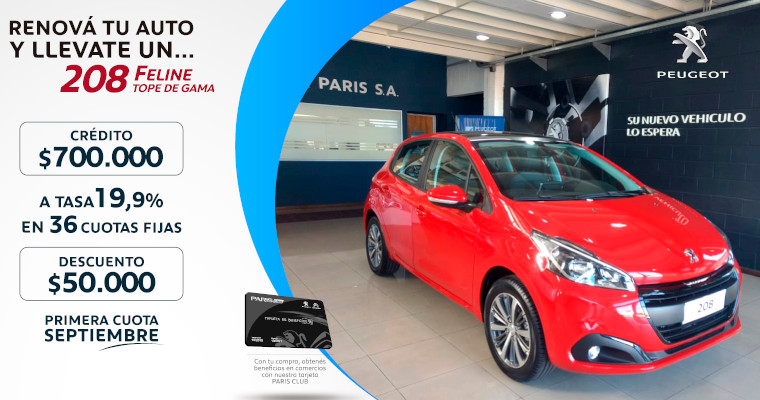 RENOVÁ TU AUTO
Y LLEVATE UN...
208 FELINE
TOPE DE GAMA
CRÉDITO
$700.000
A TASA 19,9%
EN 36 CUOTAS FIJAS
DESCUENTO
$50.000
PRIMERA CUOTA
SEPTIEMBRE
PARIS
Con tu compra, obtenés
beneficios en comercios
con nuestra tarjeta
PARIS CLUB
PARIS S.A.
PEUGEOT
SU NUEVO VEHICULO
LO ESPERA
208